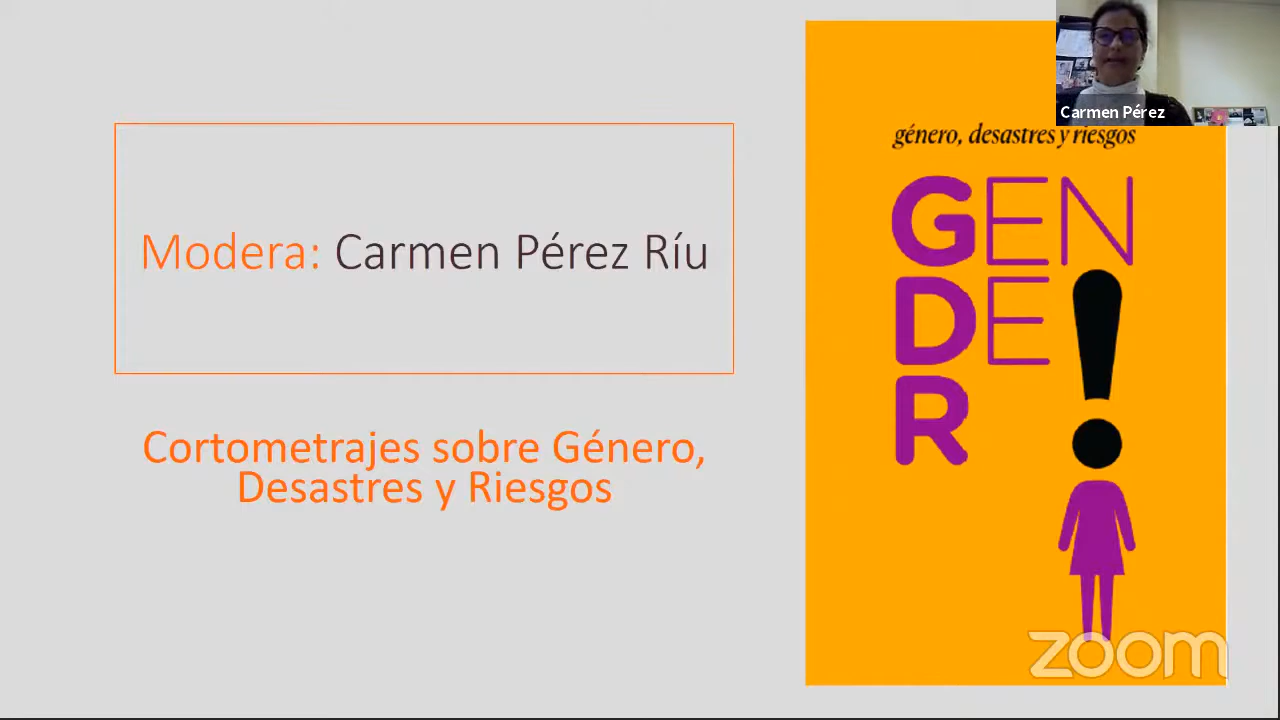 Modera: Carmen Pérez Ríu
Cortometrajes sobre Género,
Desastres y Riesgos
Carmen Pérez
género, desastres y riesgos
GEN
DE!
R
zoom